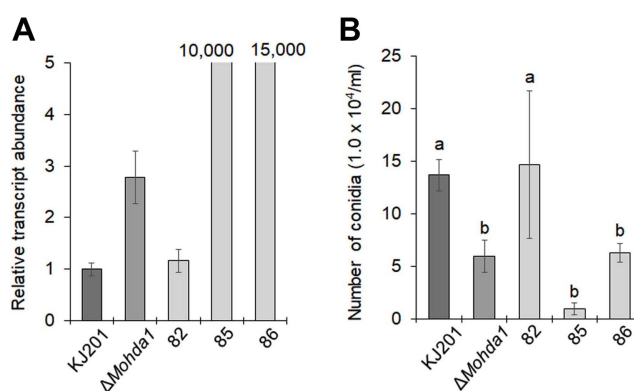 A
10,000 15,000
Relative transcript abundance
5
4
3
2
1
0
KJ201
ΔMohda1
82
85
86
B
Number of conidia (1.0 x 10⁴/ml)
25
20
15
10
5
0
a
b
a
b
b
KJ201
ΔMohda1
82
85
86